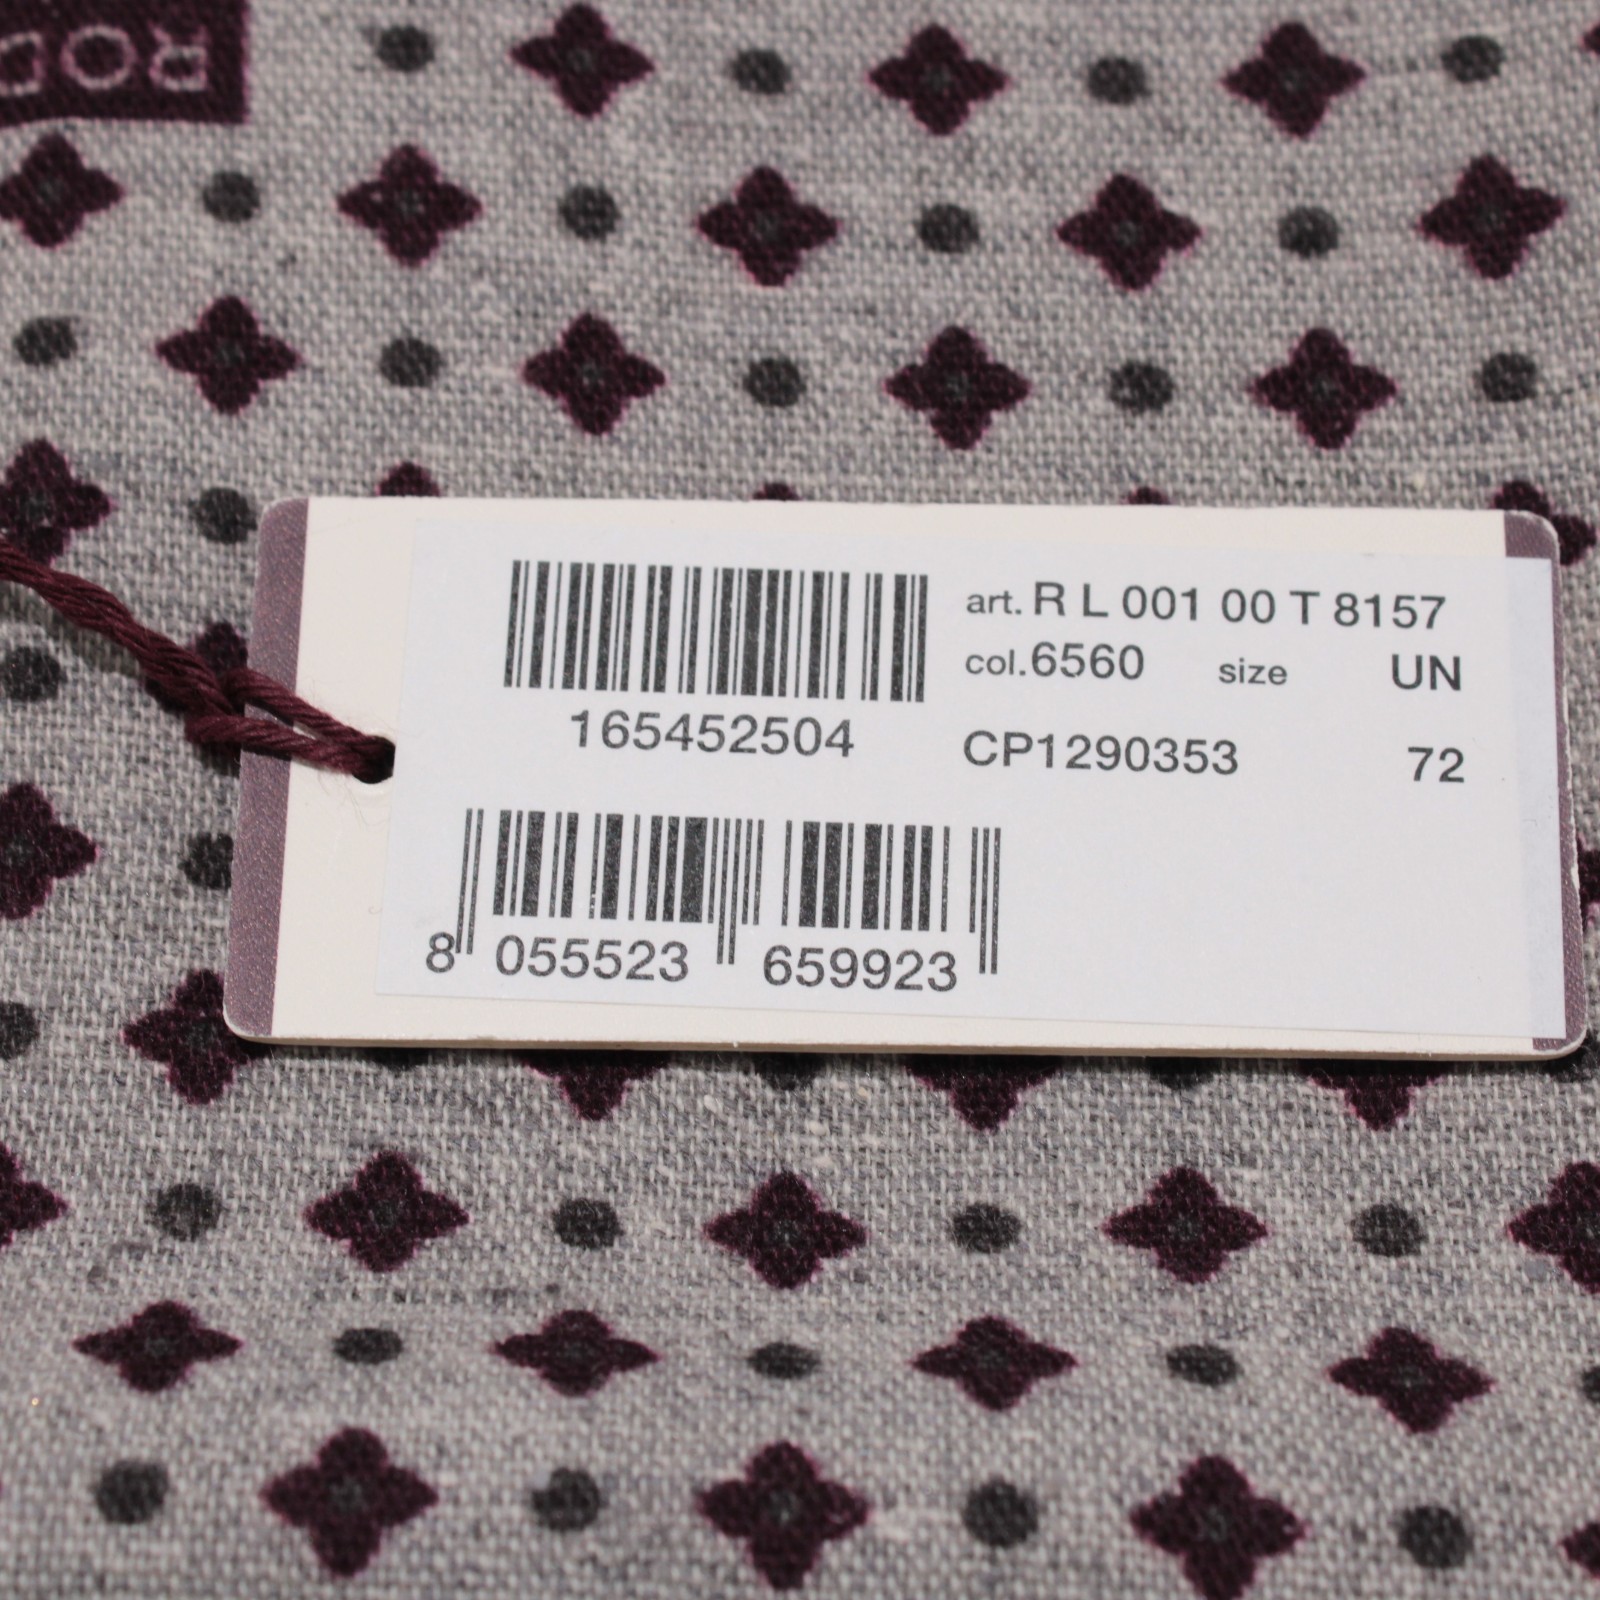 ROD
art. R L 001 00 T 8157
col.6560 size UN
165452504
CP1290353 72
8 055523 659923